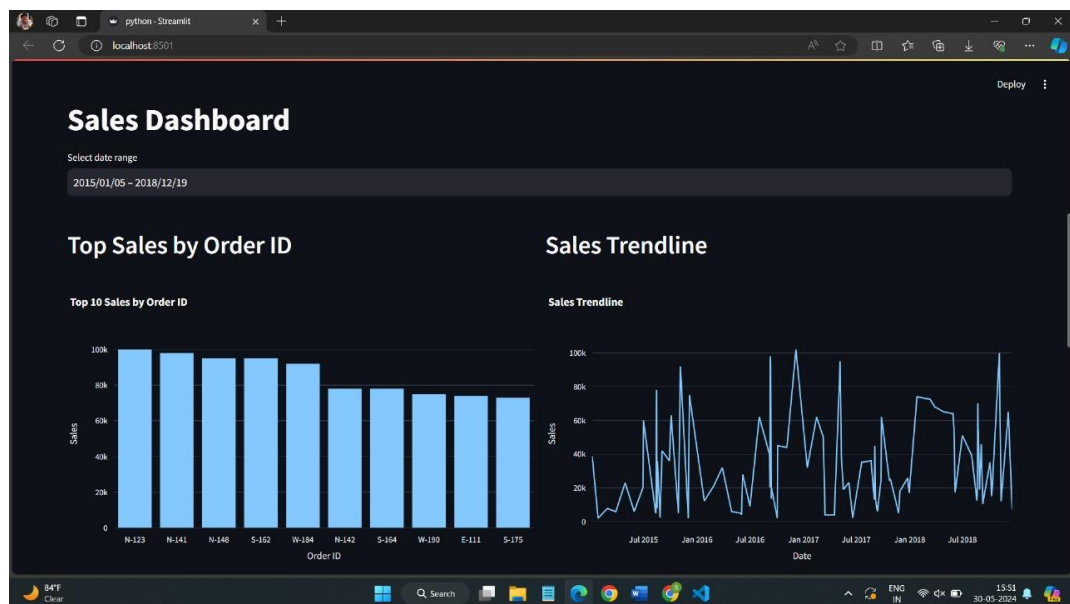 python · Streamlit
localhost:8501
Deploy
Sales Dashboard
Select date range
2015/01/05 – 2018/12/19
Top Sales by Order ID
Sales Trendline
Top 10 Sales by Order ID
Sales Trendline
100k
80k
60k
40k
20k
0
Sales
N-123 N-141 N-148 S-162 W-184 N-142 S-164 W-190 E-111 S-175
Order ID
100k
80k
60k
40k
20k
0
Sales
Jul 2015 Jan 2016 Jul 2016 Jan 2017 Jul 2017 Jan 2018 Jul 2018
Date
84°F
Clear
Search
ENG
IN
15:51
30-05-2024